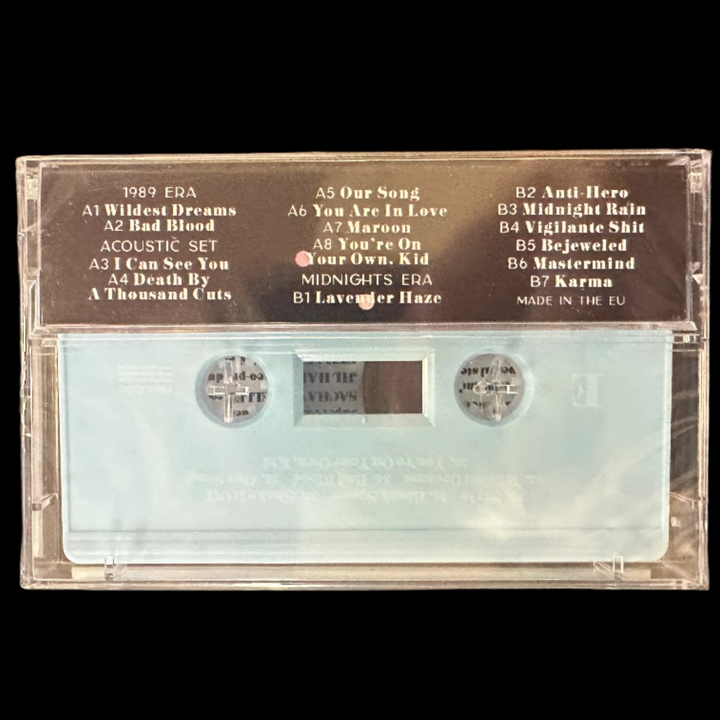 1989 ERA
A1 Wildest Dreams
A2 Bad Blood
ACOUSTIC SET
A3 I Can See You
A4 Death By
A Thousand Cuts
A5 Our Song
A6 You Are In Love
A7 Maroon
A8 You're On
Your Own, Kid
MIDNIGHTS ERA
B1 Lavender Haze
B2 Anti-Hero
B3 Midnight Rain
B4 Vigilante Shit
B5 Bejeweled
B6 Mastermind
B7 Karma
MADE IN THE EU